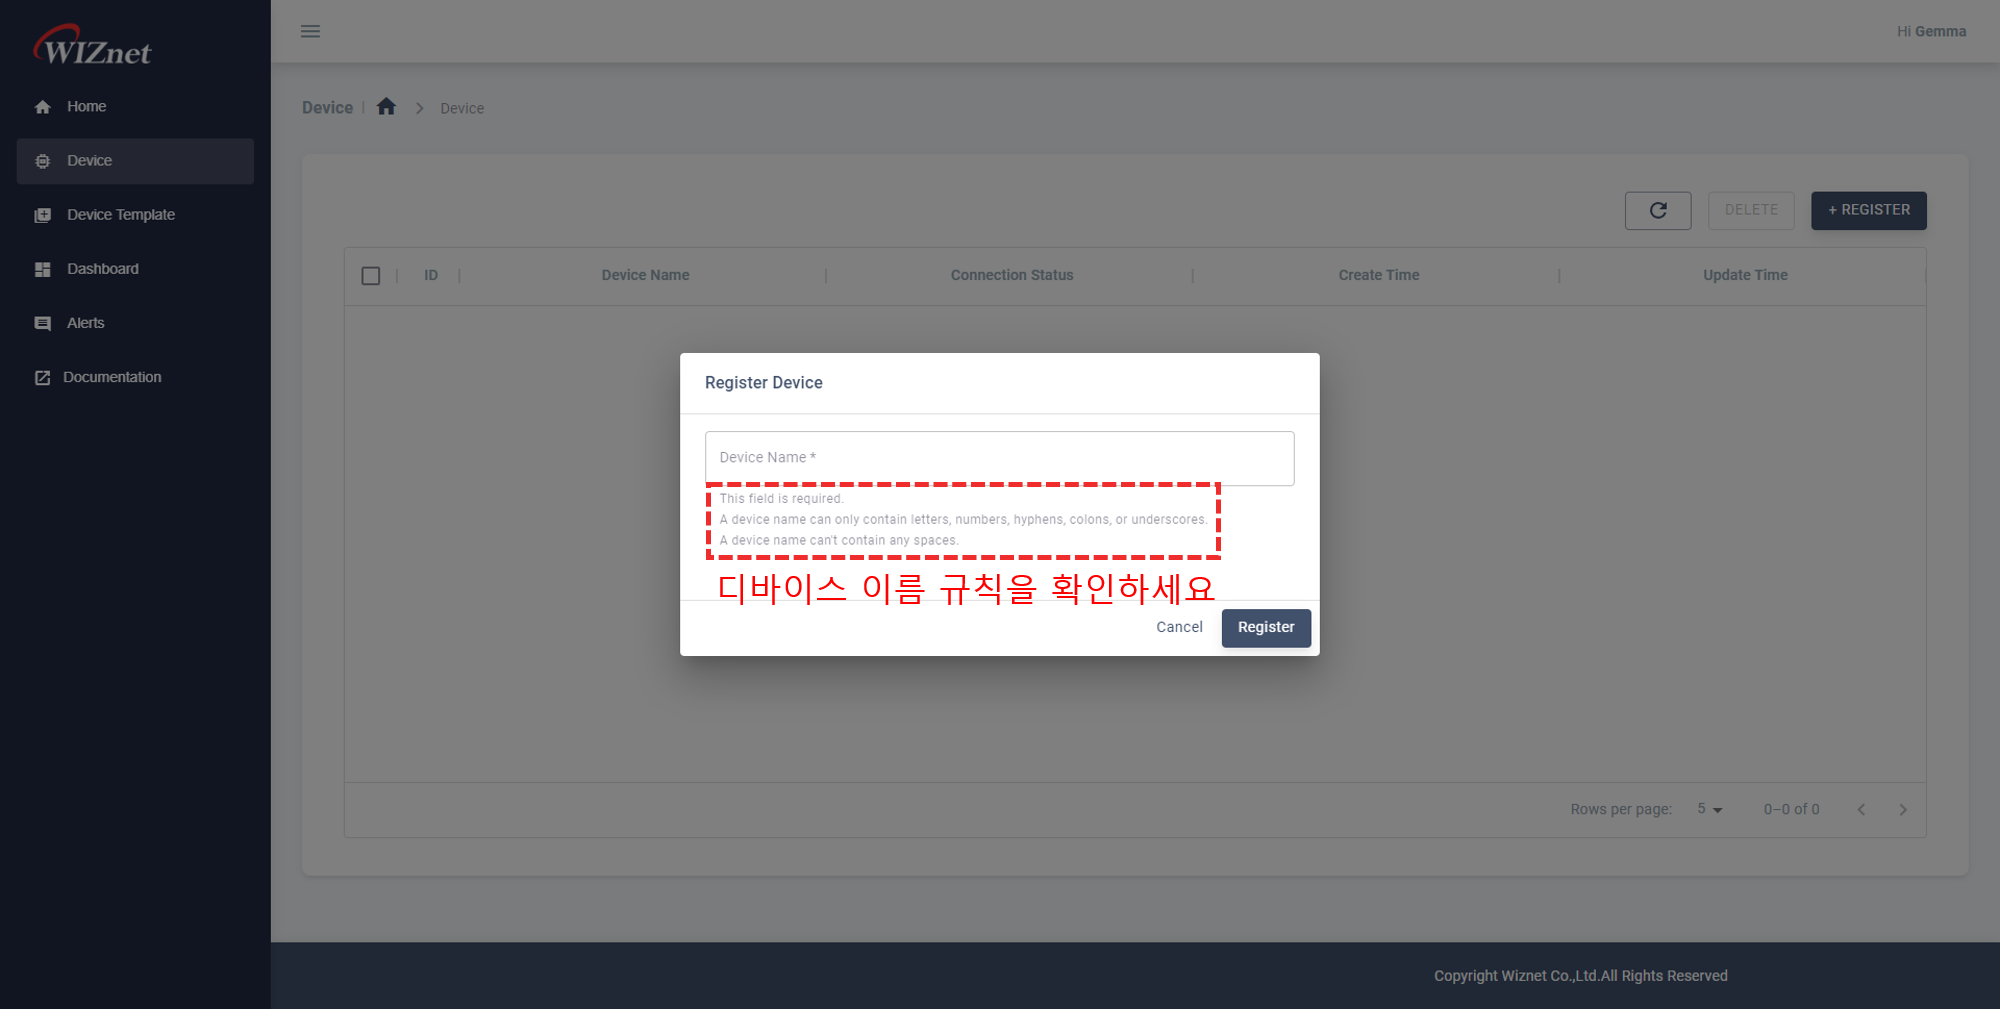 WIZnet
Hi Gemma
Home
Device
Device Template
Dashboard
Alerts
Documentation
Device | > Device
DELETE
+ REGISTER
ID
Device Name
Connection Status
Create Time
Update Time
Register Device
Device Name *
This field is required.
A device name can only contain letters, numbers, hyphens, colons, or underscores.
A device name can't contain any spaces.
디바이스 이름 규칙을 확인하세요
Cancel
Register
Rows per page: 5 0–0 of 0
Copyright Wiznet Co.,Ltd.All Rights Reserved